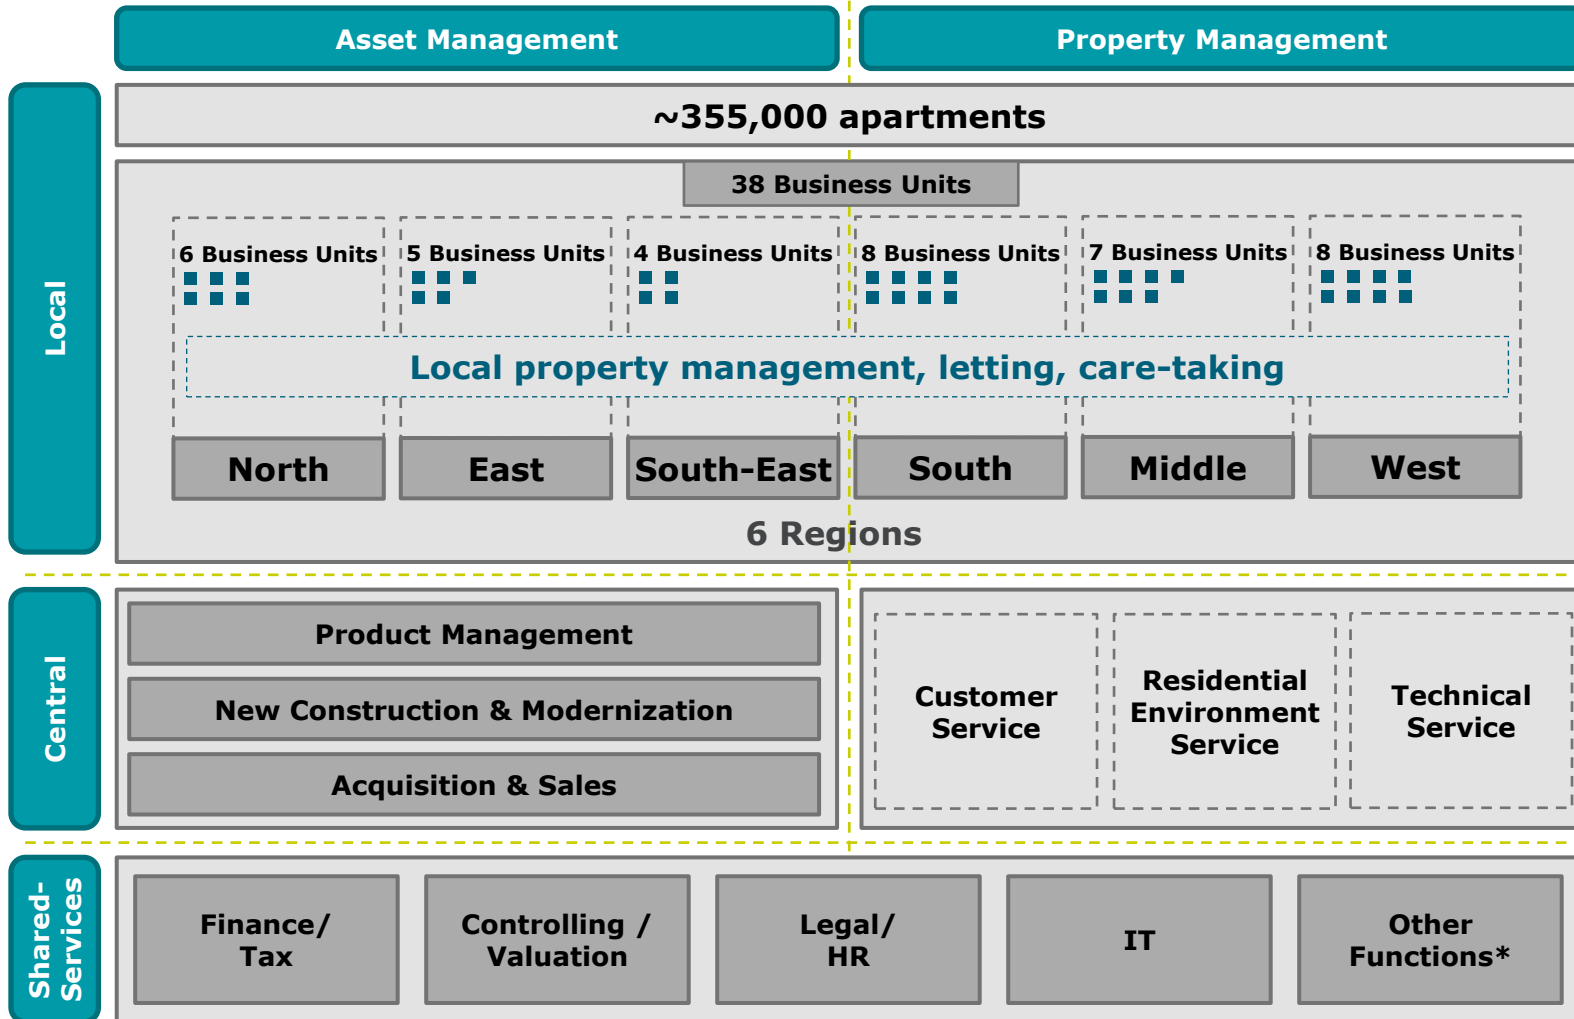 Asset Management
Property Management
Local
~355,000 apartments
38 Business Units
6 Business Units
5 Business Units
4 Business Units
8 Business Units
7 Business Units
8 Business Units
Local property management, letting, care-taking
North
East
South-East
South
Middle
West
6 Regions
Central
Product Management
New Construction & Modernization
Acquisition & Sales
Customer
Service
Residential
Environment
Service
Technical
Service
Shared-
Services
Finance/
Tax
Controlling /
Valuation
Legal/
HR
IT
Other
Functions*